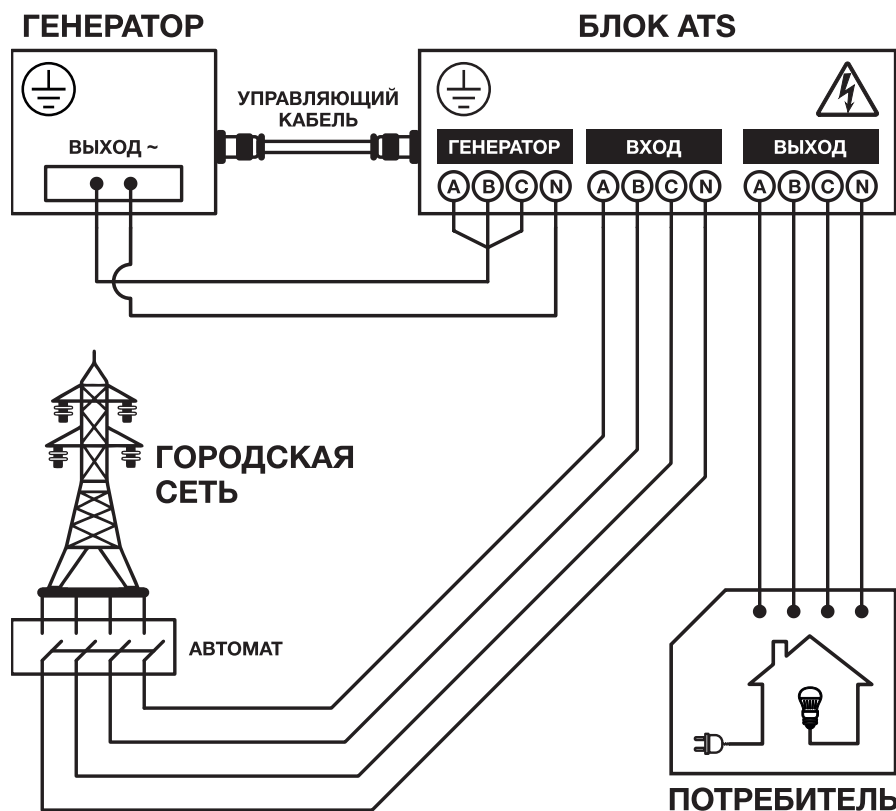 ГЕНЕРАТОР
БЛОК ATS
УПРАВЛЯЮЩИЙ
КАБЕЛЬ
ВЫХОД ~
ГЕНЕРАТОР
ВХОД
ВЫХОД
A B C N A B C N A B C N
ГОРОДСКАЯ
СЕТЬ
АВТОМАТ
ПОТРЕБИТЕЛЬ